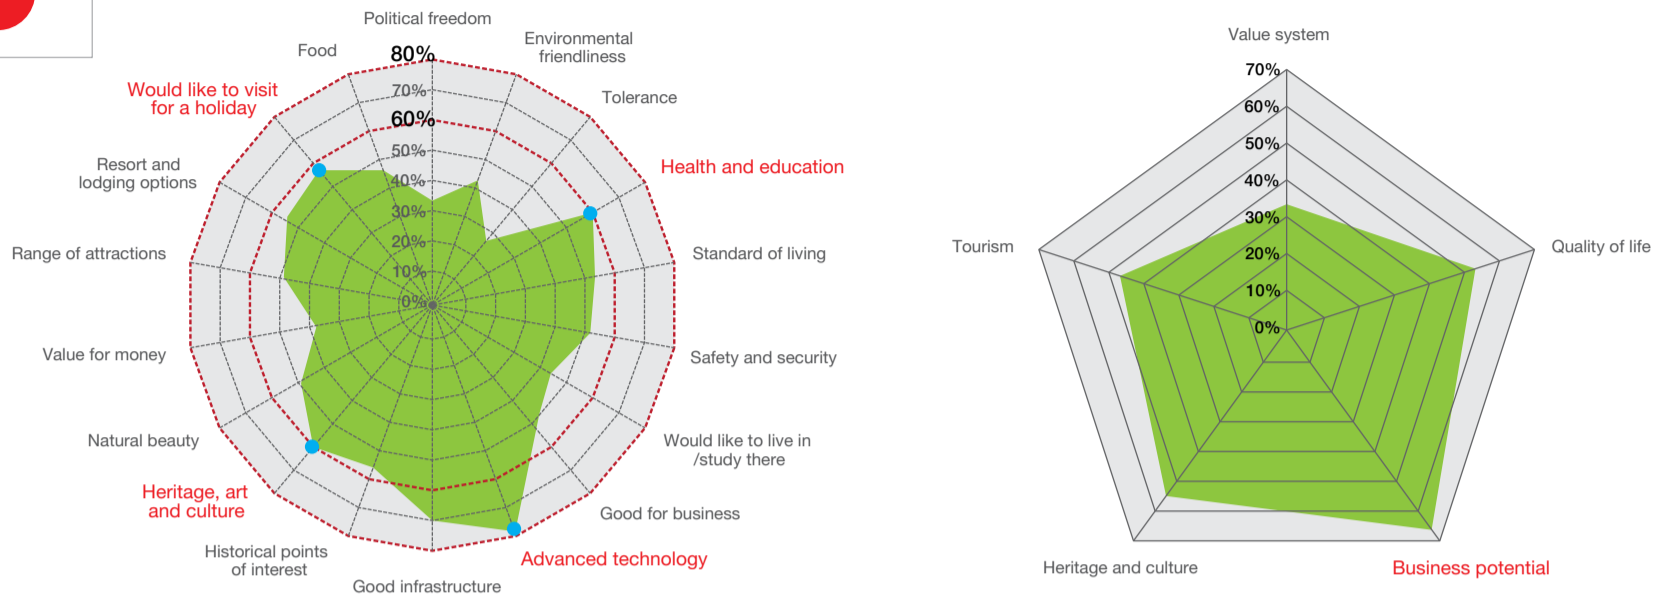 Political freedom
Environmental
friendliness
Tolerance
Health and education
Standard of living
Safety and security
Would like to live in
/study there
Good for business
Advanced technology
Good infrastructure
Historical points
of interest
Heritage, art
and culture
Natural beauty
Value for money
Range of attractions
Resort and
lodging options
Would like to visit
for a holiday
Food
80%
70%
60%
50%
40%
30%
20%
10%
0%
Value system
Quality of life
Business potential
Heritage and culture
Tourism
70%
60%
50%
40%
30%
20%
10%
0%